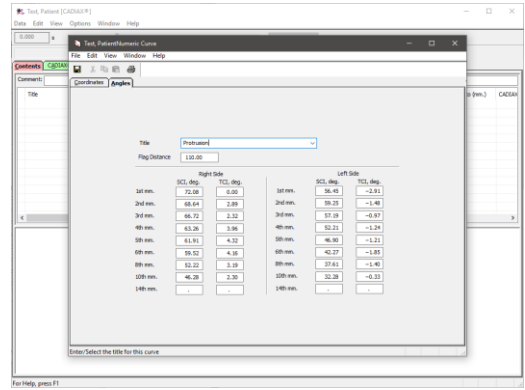 Test, Patient [CADIAX®]
Data Edit View Options Window Help
0.000 s
Contents CADIAX
Comment:
Title (mm.) CADIAX
Test, PatientNumeric Curve
File Edit View Window Help
Coordinates Angles
Title Protrusion
Flag Distance 110.00
Right Side Left Side
SCI, deg. TCI, deg. SCI, deg. TCI, deg.
1st mm. 72.08 0.00 1st mm. 56.45 -2.91
2nd mm. 68.64 2.89 2nd mm. 59.25 -1.48
3rd mm. 66.72 2.32 3rd mm. 57.19 -0.97
4th mm. 63.26 3.96 4th mm. 52.21 -1.24
5th mm. 61.91 4.32 5th mm. 46.90 -1.21
6th mm. 59.52 4.16 6th mm. 42.27 -1.85
8th mm. 52.22 3.19 8th mm. 37.61 -1.40
10th mm. 46.28 2.30 10th mm. 32.28 -0.33
14th mm. . . 14th mm. . .
Enter/Select the title for this curve
For Help, press F1